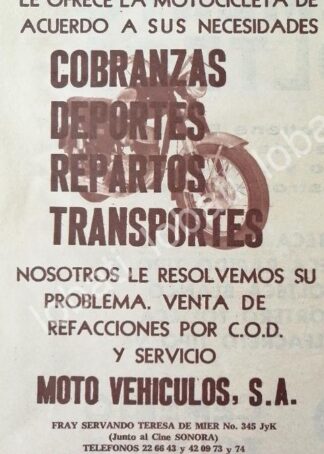 LE OFRECE LA MOTOCICLETA DE
ACUERDO A SUS NECESIDADES
COBRANZAS
DEPORTES
REPARTOS
TRANSPORTES
NOSOTROS LE RESOLVEMOS SU
PROBLEMA. VENTA DE
REFACCIONES POR C.O.D.
Y SERVICIO
MOTO VEHICULOS, S.A.
FRAY SERVANDO TERESA DE MIER No. 345 JyK
(Junto al Cine SONORA)
TELEFONOS 22 66 43 y 42 09 73 y 74